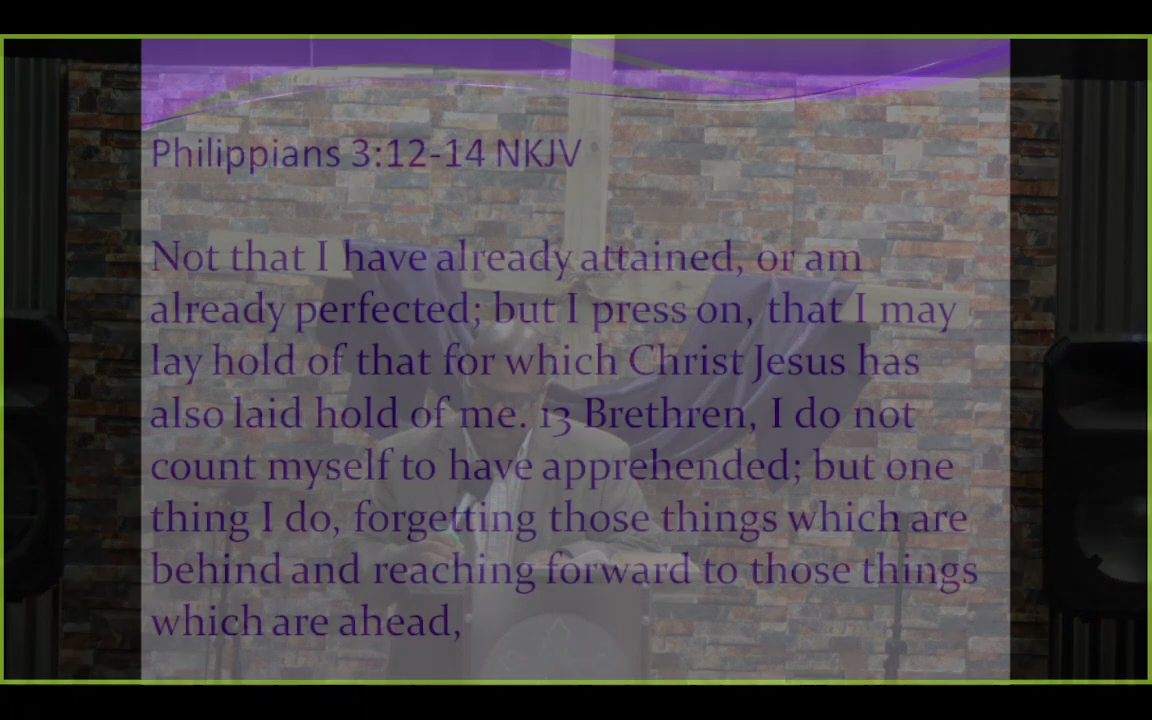 Philippians 3:12-14 NKJV
Not that I have already attained, or am
already perfected; but I press on, that I may
lay hold of that for which Christ Jesus has
also laid hold of me. 13 Brethren, I do not
count myself to have apprehended; but one
thing I do, forgetting those things which are
behind and reaching forward to those things
which are ahead,